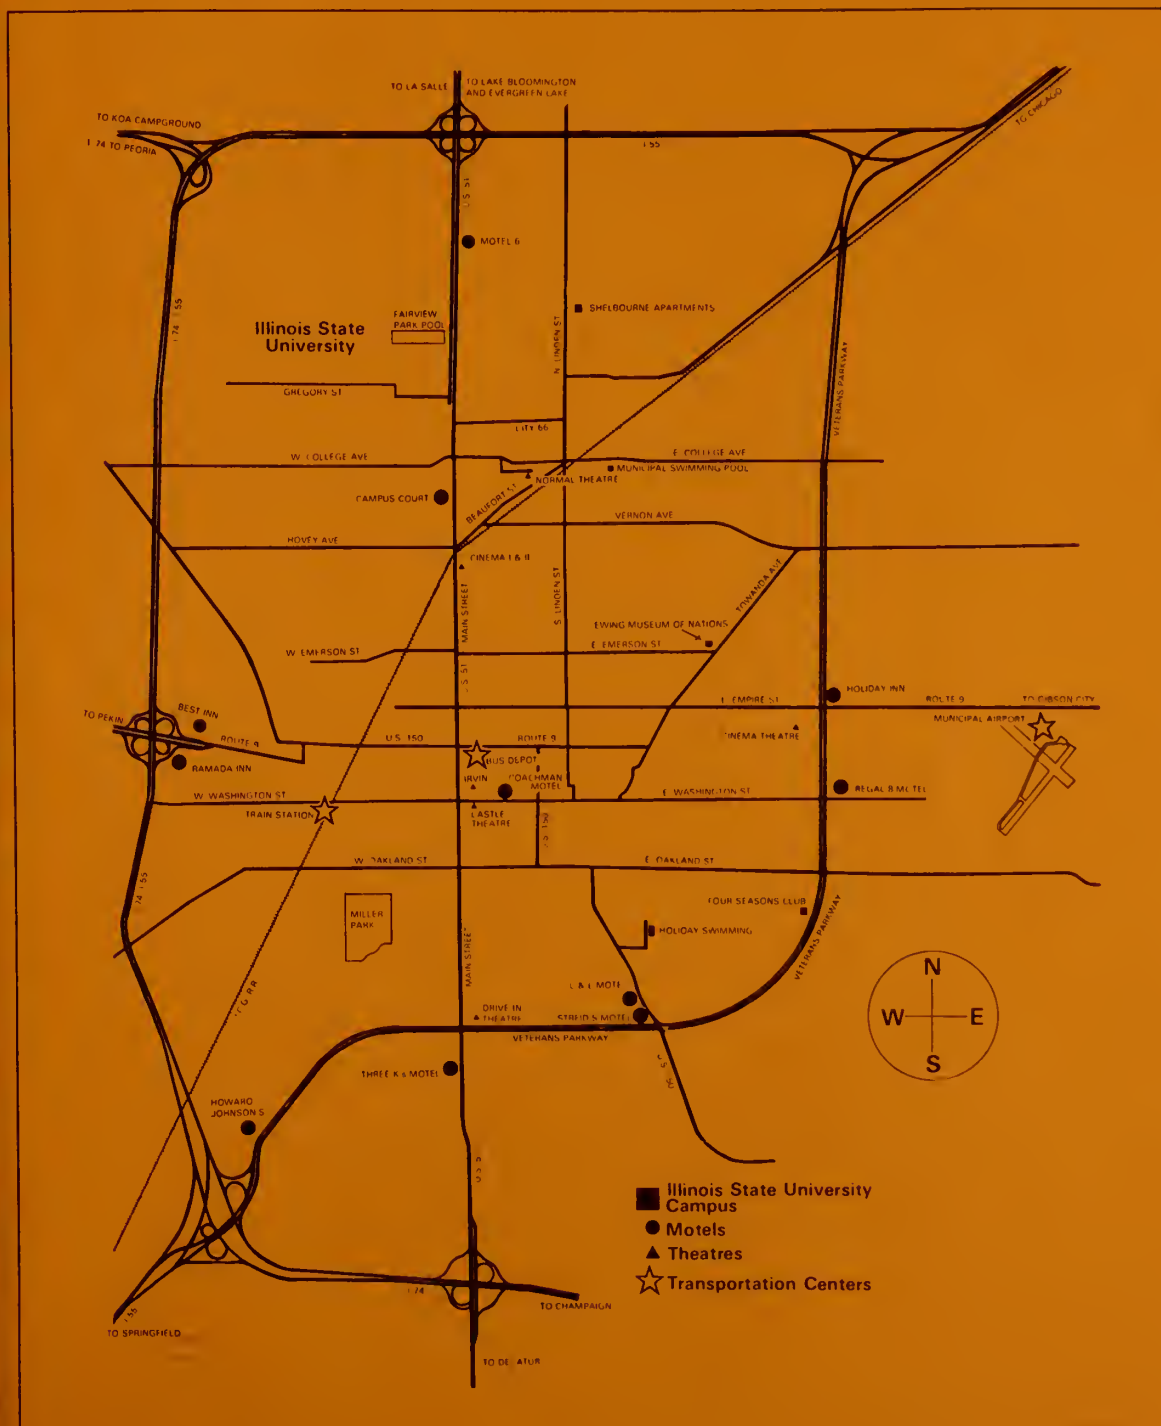 TO LA SALLE
TO LAKE BLOOMINGTON
AND EVERGREEN LAKE
TO CHICAGO
TO KOA CAMPGROUND
I 74 TO PEORIA
I 55
U.S. 51
MOTEL 6
I 74 I 55
SHELBOURNE APARTMENTS
FAIRVIEW
PARK POOL
Illinois State
University
N LINDEN ST
VETERANS PARKWAY
GREGORY ST
W COLLEGE AVE
E COLLEGE AVE
MUNICIPAL SWIMMING POOL
NORMAL THEATRE
CAMPUS COURT
BEAUFORT ST
VERNON AVE
HOVEY AVE
CINEMA I & II
MAIN STREET
S LINDEN ST
TOWANDA AVE
EWING MUSEUM OF NATIONS
W EMERSON ST
E EMERSON ST
HOLIDAY INN
E EMPIRE ST
ROUTE 9
TO GIBSON CITY
MUNICIPAL AIRPORT
TO PEKIN
BEST INN
ROUTE 9
U.S. 150
ROUTE 9
CINEMA THEATRE
BUS DEPOT
RAMADA INN
IRVIN
COACHMAN
MOTEL
W WASHINGTON ST
E WASHINGTON ST
REGAL 8 MOTEL
TRAIN STATION
CASTLE
THEATRE
W OAKLAND ST
E OAKLAND ST
FOUR SEASONS CLUB
MILLER
PARK
HOLIDAY SWIMMING
MAIN STREET
VETERANS PARKWAY
N
W E
S
DRIVE IN
THEATRE
VETERANS PARKWAY
HOWARD
JOHNSON S
Illinois State University
Campus
Motels
Theatres
Transportation Centers
I 74
TO CHAMPAIGN
I 55
TO SPRINGFIELD